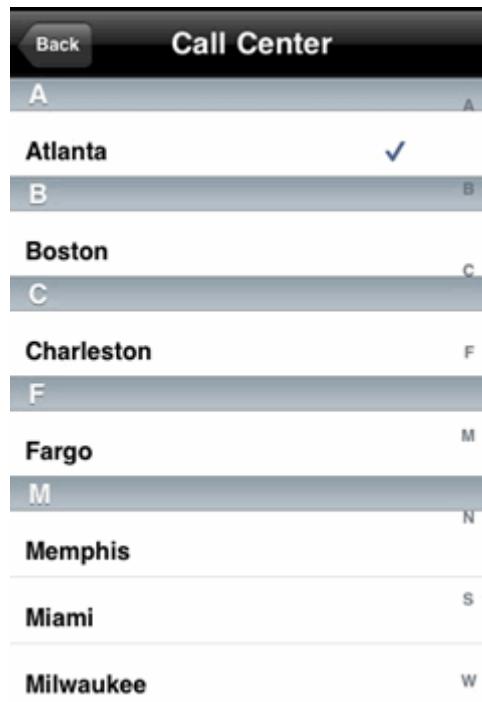 Back Call Center
A
Atlanta
B
Boston
C
Charleston
F
Fargo
M
Memphis
Miami
Milwaukee
A
B
C
F
M
N
S
W